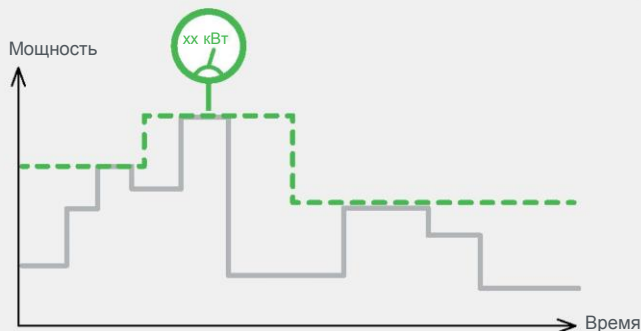 хх кВт
Мощность
Время